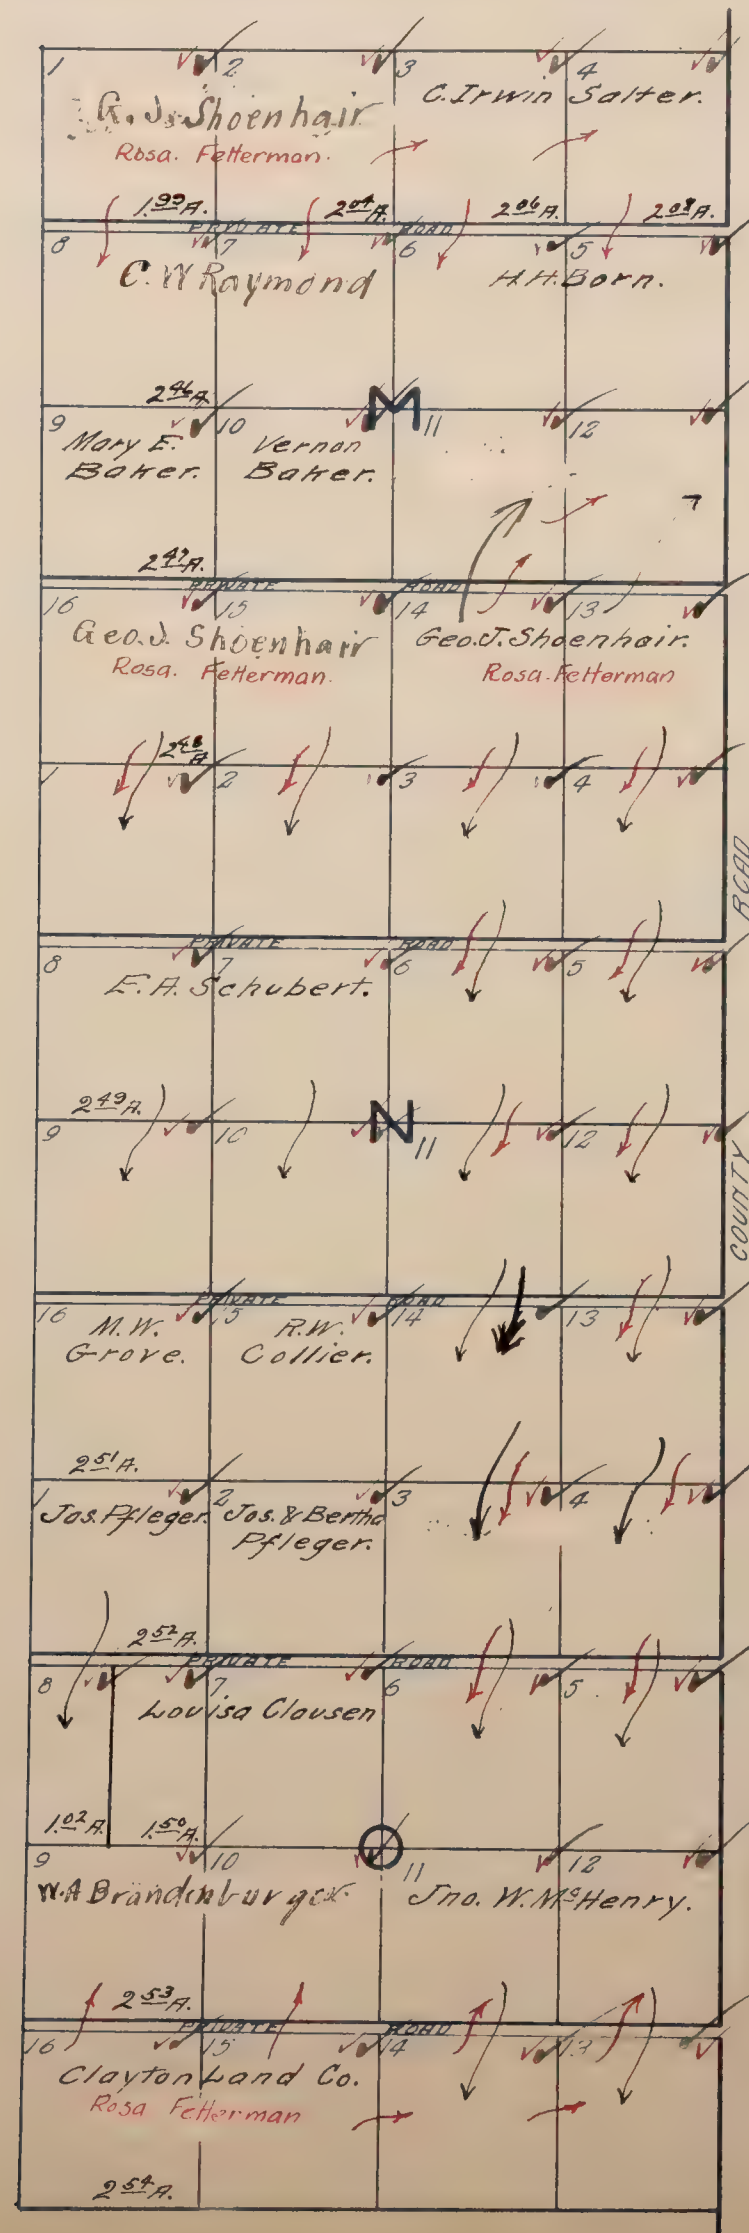 1 2 3 4
G. J. Shoenhair
C. Irwin Salter.
Rosa. Fetterman.
1.99 A. 2 04 A. 2 06 A. 2 08 A.
PRIVATE ROAD
8 7 6 5
C. W Raymond
H. H. Born.
2 46 A.
M
9 10 11 12
Mary E. Baker.
Vernon Baker.
2 47 A.
PRIVATE ROAD
16 15 14 13
Geo. J. Shoenhair
Geo. J. Shoenhair.
Rosa. Fetterman.
Rosa. Fetterman
2 48 A
1 2 3 4
ROAD
PRIVATE ROAD
8 7 6 5
E. A. Schubert.
2 49 A.
N
9 10 11 12
COUNTY
PRIVATE ROAD
16 15 14 13
M. W. Grove.
R. W. Collier.
2 51 A.
1 2 3 4
Jos. Pfleger.
Jos. & Bertha Pfleger.
2 52 A.
PRIVATE ROAD
8 7 6 5
Louisa Clausen
1.02 A. 1.50 A.
O
9 10 11 12
W. A Brandenburger.
Jno. W. McHenry.
2 53 A.
PRIVATE ROAD
16 15 14 13
Clayton Land Co.
Rosa Fetterman
2 54 A.